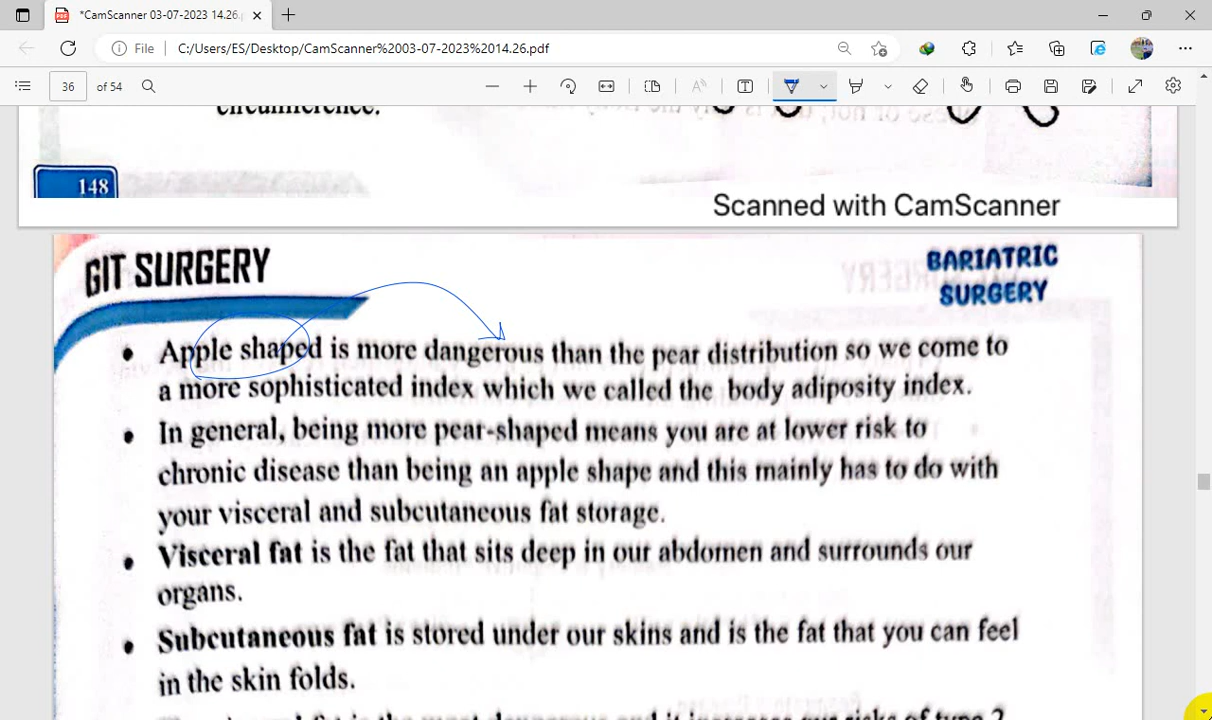 *CamScanner 03-07-2023 14.26.
File C:/Users/ES/Desktop/CamScanner%2003-07-2023%2014.26.pdf
36 of 54
circumference.
148
Scanned with CamScanner
GIT SURGERY
BARIATRIC
SURGERY
• Apple shaped is more dangerous than the pear distribution so we come to
a more sophisticated index which we called the body adiposity index.
• In general, being more pear-shaped means you are at lower risk to
chronic disease than being an apple shape and this mainly has to do with
your visceral and subcutaneous fat storage.
• Visceral fat is the fat that sits deep in our abdomen and surrounds our
organs.
• Subcutaneous fat is stored under our skins and is the fat that you can feel
in the skin folds.